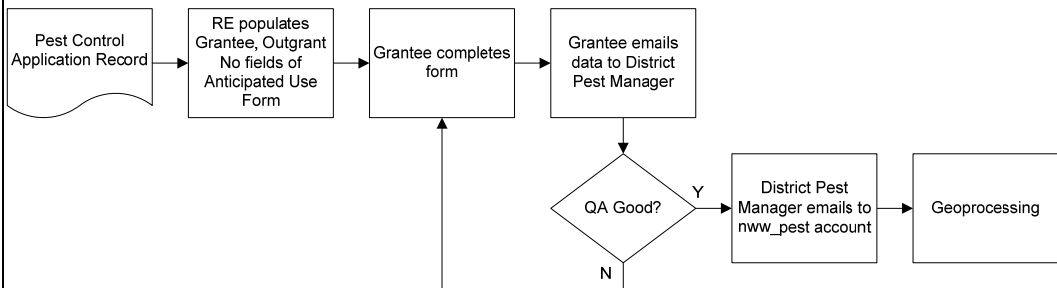 Pest Control
Application Record
RE populates
Grantee, Outgrant
No fields of
Anticipated Use
Form
Grantee completes
form
Grantee emails
data to District
Pest Manager
QA Good?
Y
N
District Pest
Manager emails to
nww_pest account
Geoprocessing